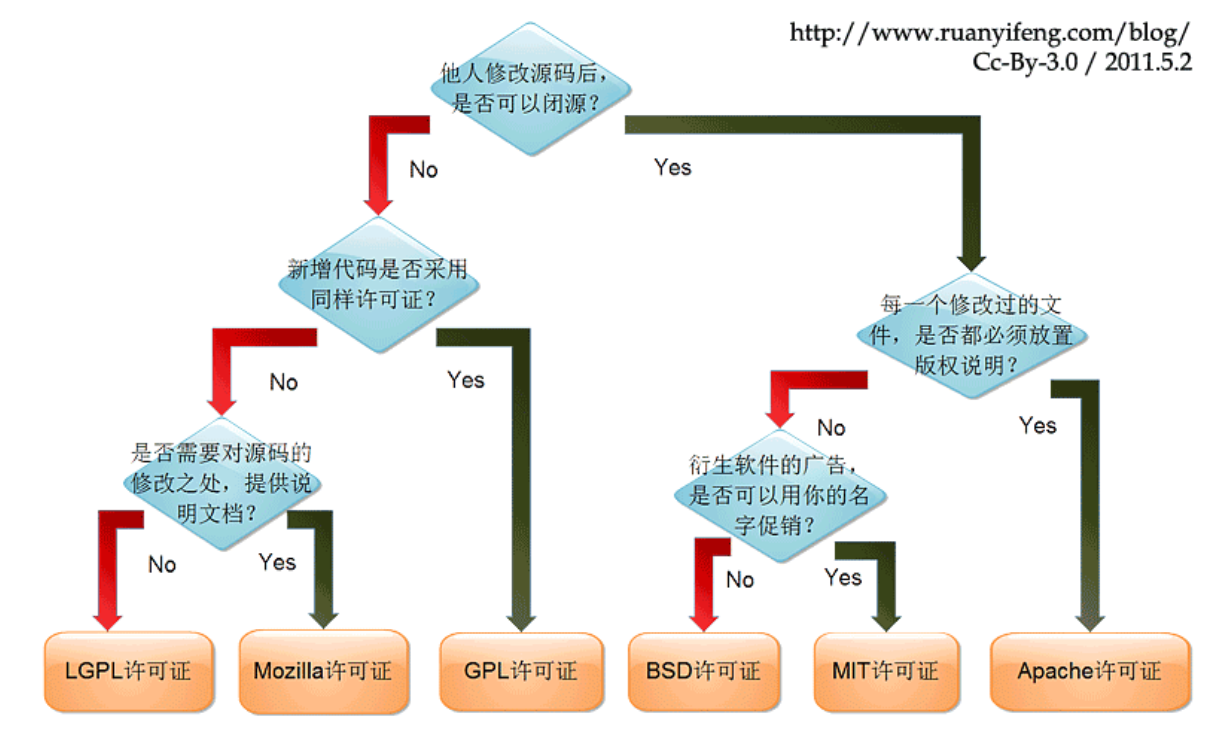 http://www.ruanyifeng.com/blog/
Cc-By-3.0 / 2011.5.2
他人修改源码后，
是否可以闭源？
No
Yes
新增代码是否采用
同样许可证？
每一个修改过的文
件，是否都必须放置
版权说明？
No
Yes
No
Yes
是否需要对源码的
修改之处，提供说
明文档？
衍生软件的广告，
是否可以用你的名
字促销？
No
Yes
No
Yes
LGPL许可证
Mozilla许可证
GPL许可证
BSD许可证
MIT许可证
Apache许可证